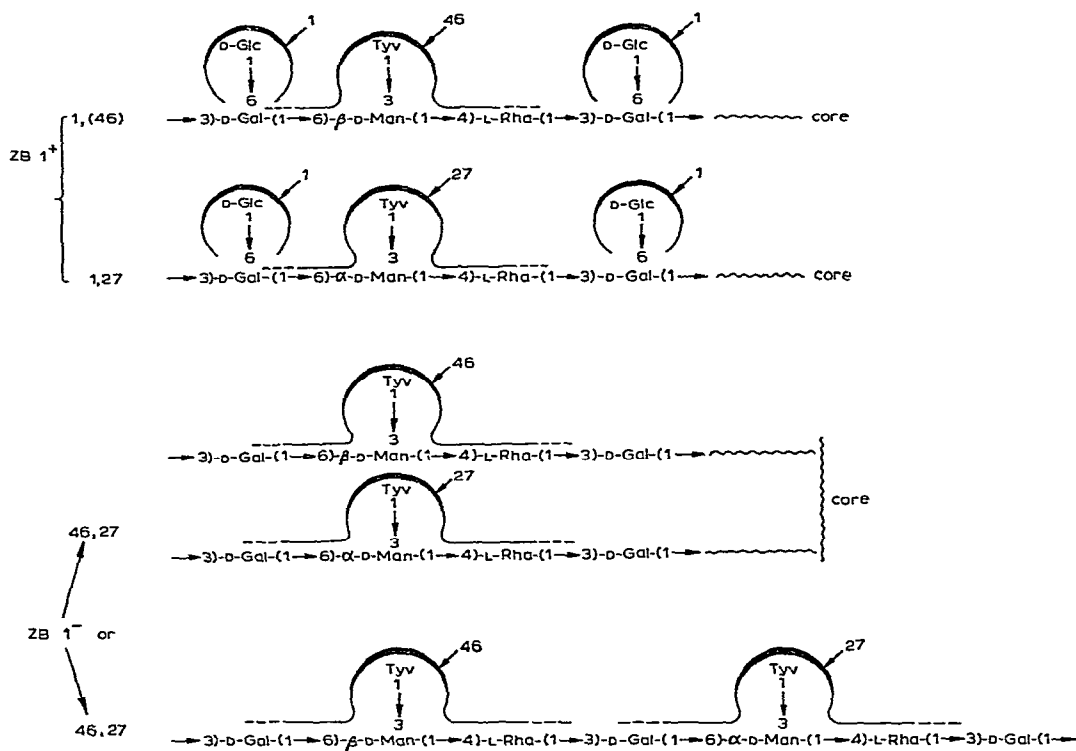 1 46 1
D-Glc Tyv D-Glc
1 1 1
6 3 6
1,(46) →3)-D-Gal-(1→6)-β-D-Man-(1→4)-L-Rha-(1→3)-D-Gal-(1→ core
ZB 1⁺
1 27 1
D-Glc Tyv D-Glc
1 1 1
6 3 6
1,27 →3)-D-Gal-(1→6)-α-D-Man-(1→4)-L-Rha-(1→3)-D-Gal-(1→ core
46
Tyv
1
3
→3)-D-Gal-(1→6)-β-D-Man-(1→4)-L-Rha-(1→3)-D-Gal-(1→
27
Tyv
1
core
46,27
3
→3)-D-Gal-(1→6)-α-D-Man-(1→4)-L-Rha-(1→3)-D-Gal-(1→
ZB 1⁻ or
46 27
Tyv Tyv
1 1
3 3
46,27 →3)-D-Gal-(1→6)-β-D-Man-(1→4)-L-Rha-(1→3)-D-Gal-(1→6)-α-D-Man-(1→4)-L-Rha-(1→3)-D-Gal-(1→